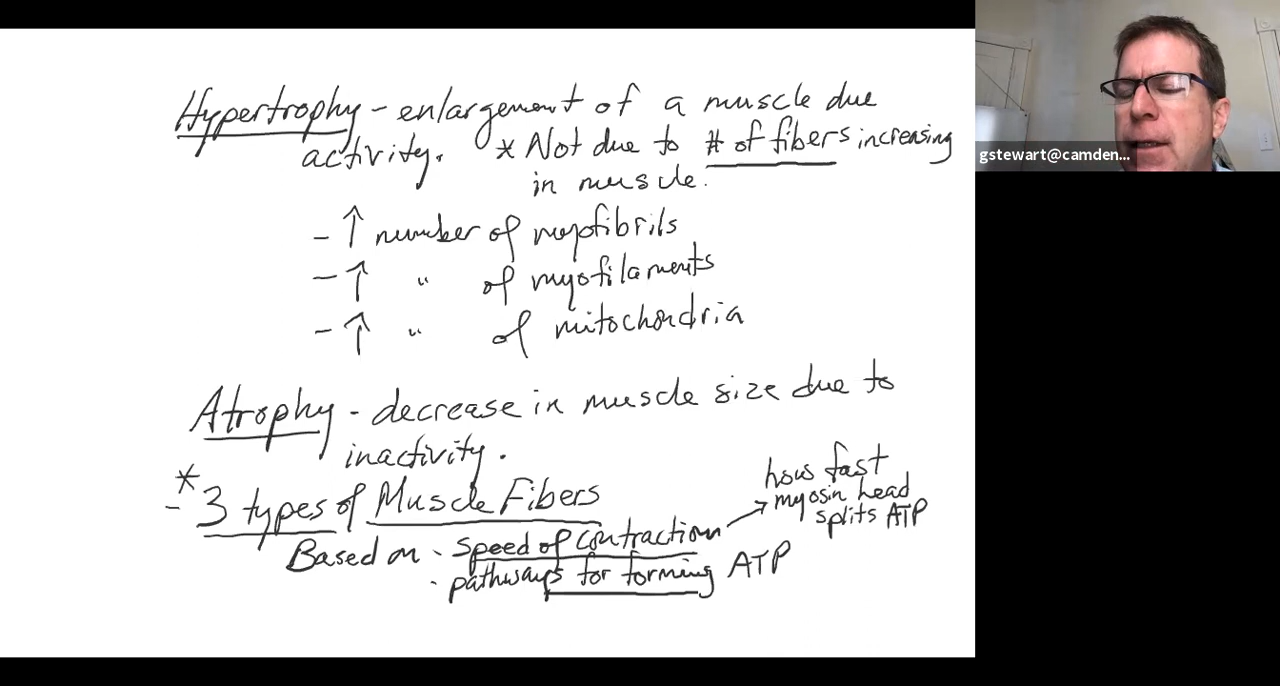 Hypertrophy - enlargement of a muscle due
activity. * Not due to # of fibers increasing
in muscle.
- ↑ number of myofibrils
- ↑ " of myofilaments
- ↑ " of mitochondria
Atrophy - decrease in muscle size due to
inactivity.
*
- 3 types of Muscle Fibers
Based on · speed of contraction → how fast
myosin head
splits ATP
· pathways for forming ATP
gstewart@camden...